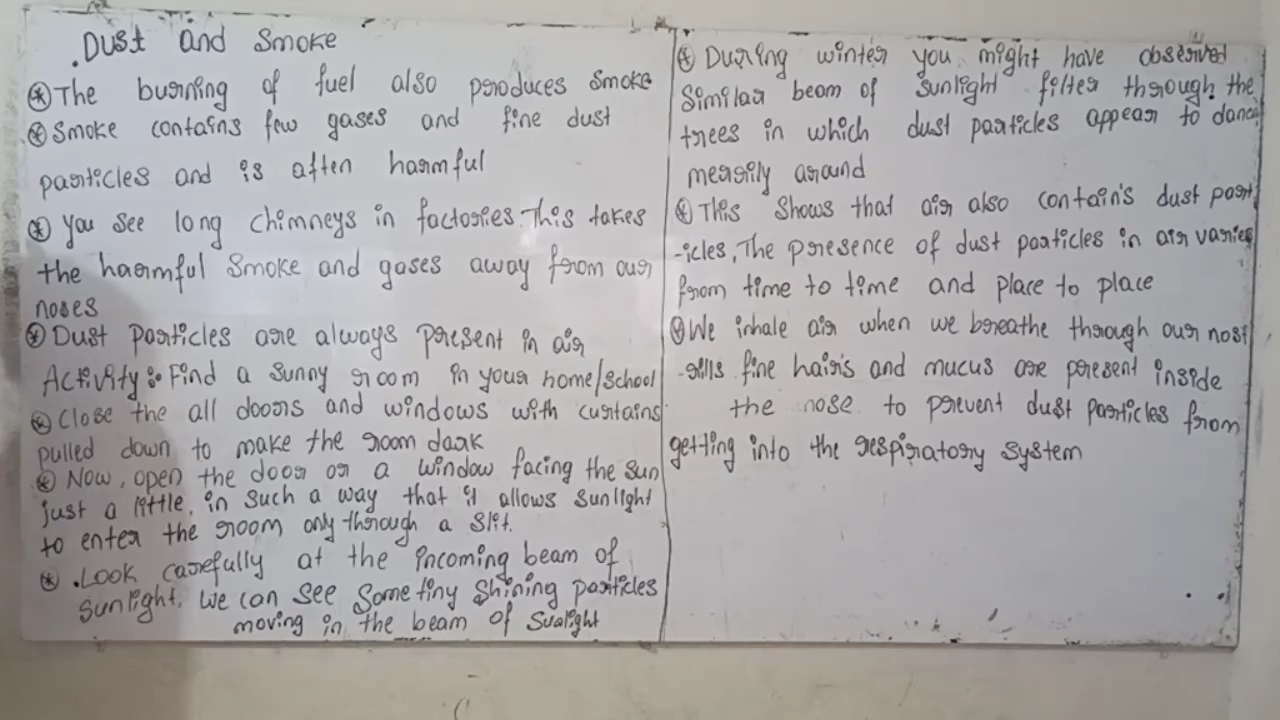 .Dust and Smoke
⊛ The burning of fuel also produces smoke
⊛ Smoke contains few gases and fine dust
particles and is often harmful
⊛ You see long chimneys in factories. This takes
the harmful smoke and gases away from our
noses
⊛ Dust Particles are always present in air
Activity:- Find a sunny room in your home/school
⊛ Close the all doors and windows with curtains
pulled down to make the room dark
⊛ Now, open the door or a window facing the sun
just a little, in such a way that it allows sunlight
to enter the room only through a slit.
⊛ .Look carefully at the incoming beam of
sunlight. We can see some tiny shining particles
moving in the beam of sualight
⊛ During winter you might have observed
Similar beam of sunlight filter through the
trees in which dust particles appear to dance
merrily around
⊛ This shows that air also contain's dust part
-icles, The presence of dust particles in air varies
from time to time and place to place
⊛ We inhale air when we breathe through our nost
-rills fine hair's and mucus are present inside
the nose to prevent dust particles from
getting into the respiratory system